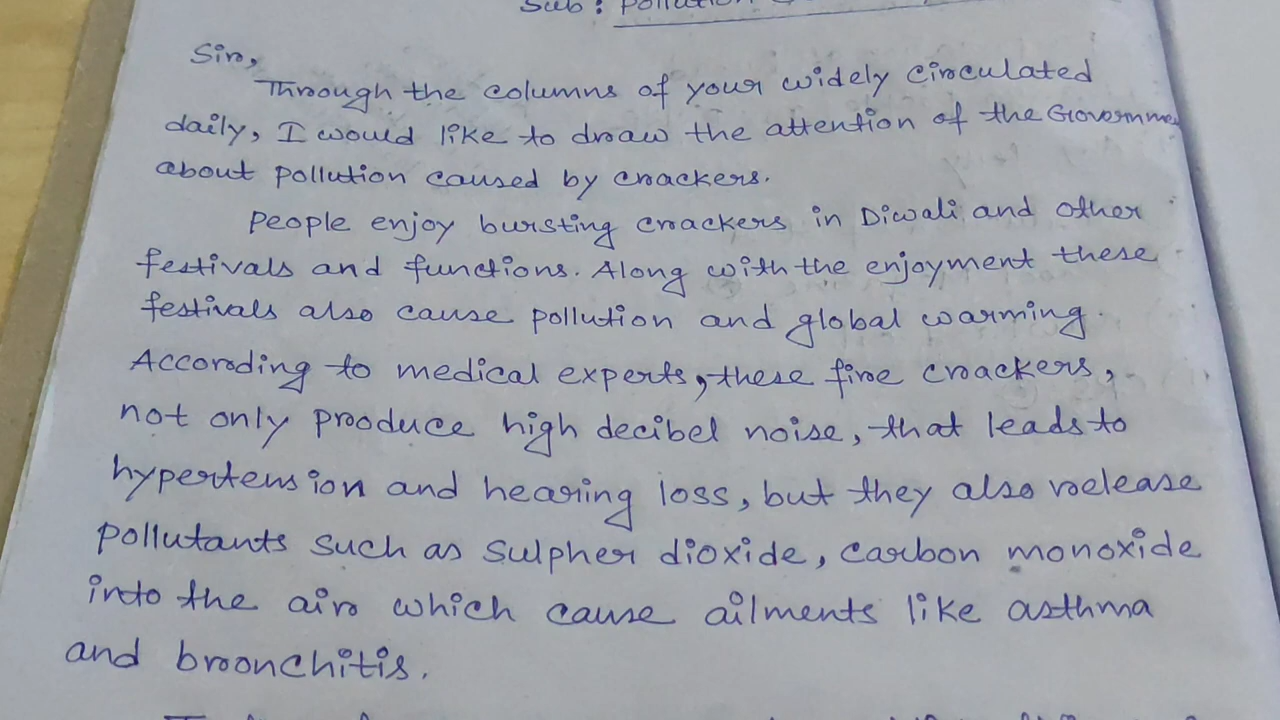 Sub: Pollution
Sir,
Through the columns of your widely circulated
daily, I would like to draw the attention of the Governme
about pollution caused by crackers.
People enjoy bursting crackers in Diwali and other
festivals and functions. Along with the enjoyment these
festivals also cause pollution and global warming.
According to medical experts, these fire crackers,
not only produce high decibel noise, that leads to
hypertension and hearing loss, but they also release
pollutants such as sulpher dioxide, carbon monoxide
into the air which cause ailments like asthma
and bronchitis.